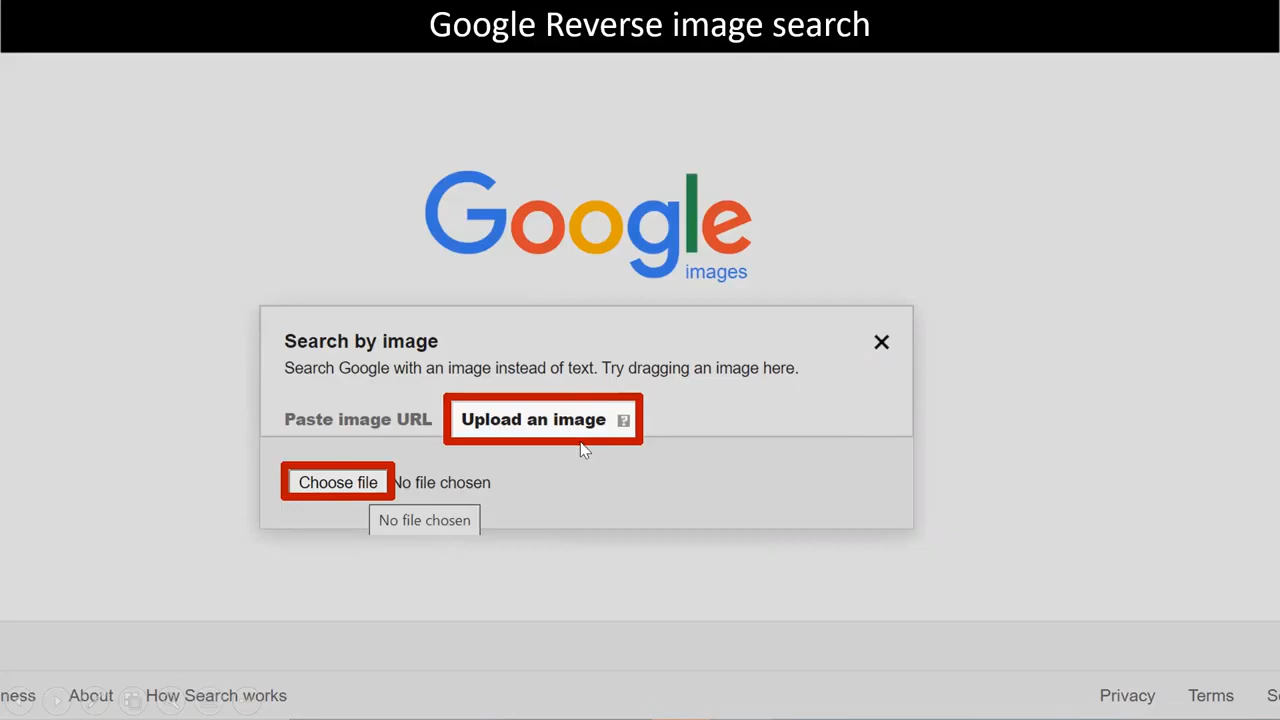 Google Reverse image search
Google
images
Search by image
Search Google with an image instead of text. Try dragging an image here.
Paste image URL Upload an image ?
Choose file No file chosen
No file chosen
ness About How Search works Privacy Terms Se